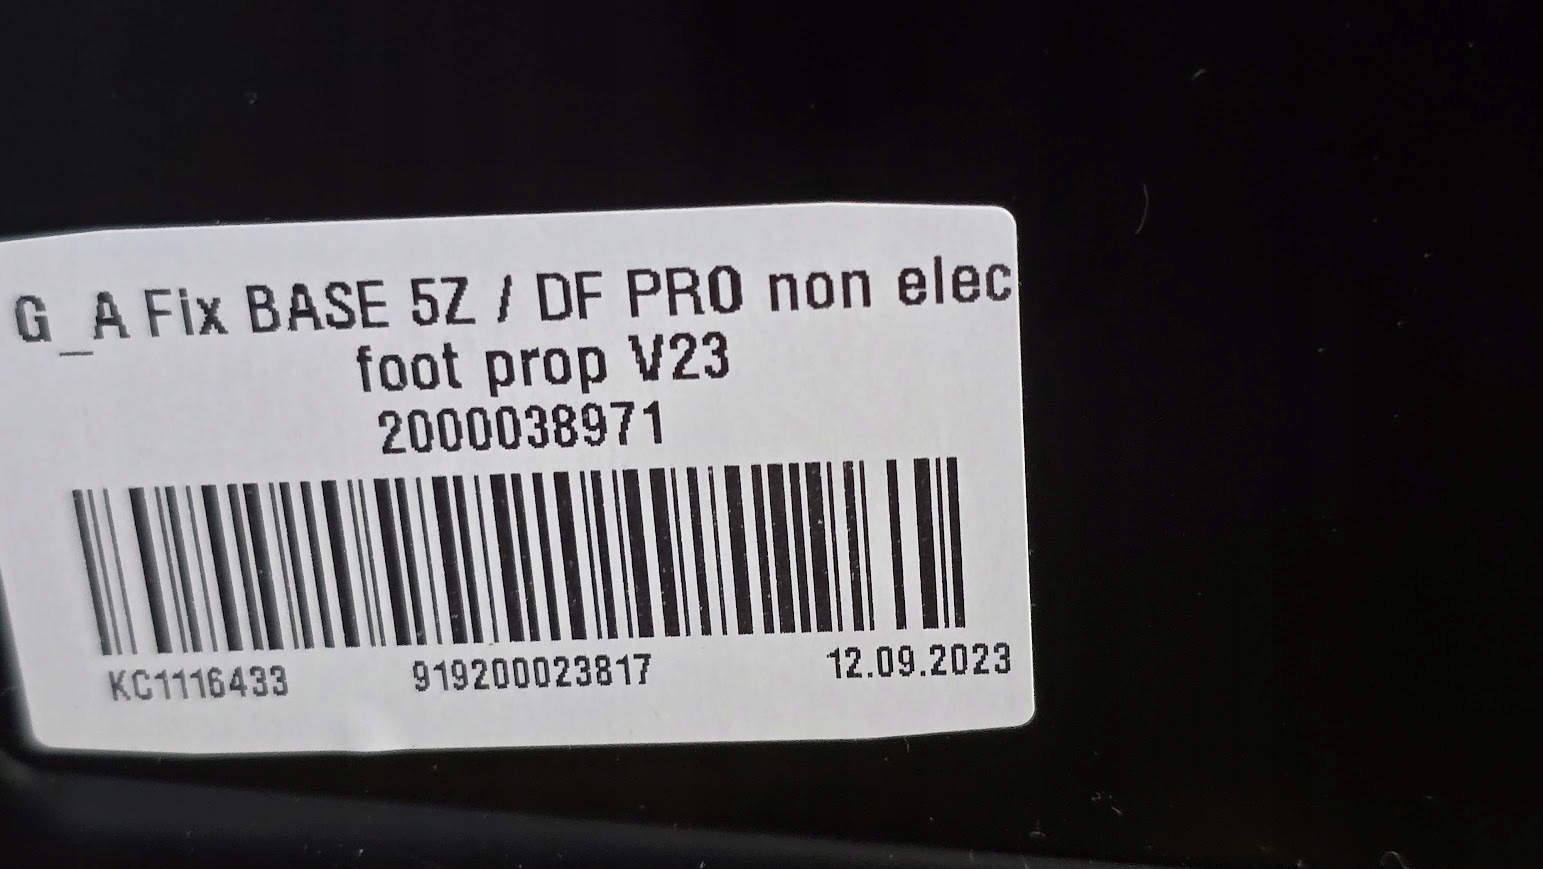 G_A Fix BASE 5Z / DF PRO non elec
foot prop V23
2000038971
KC1116433 919200023817 12.09.2023